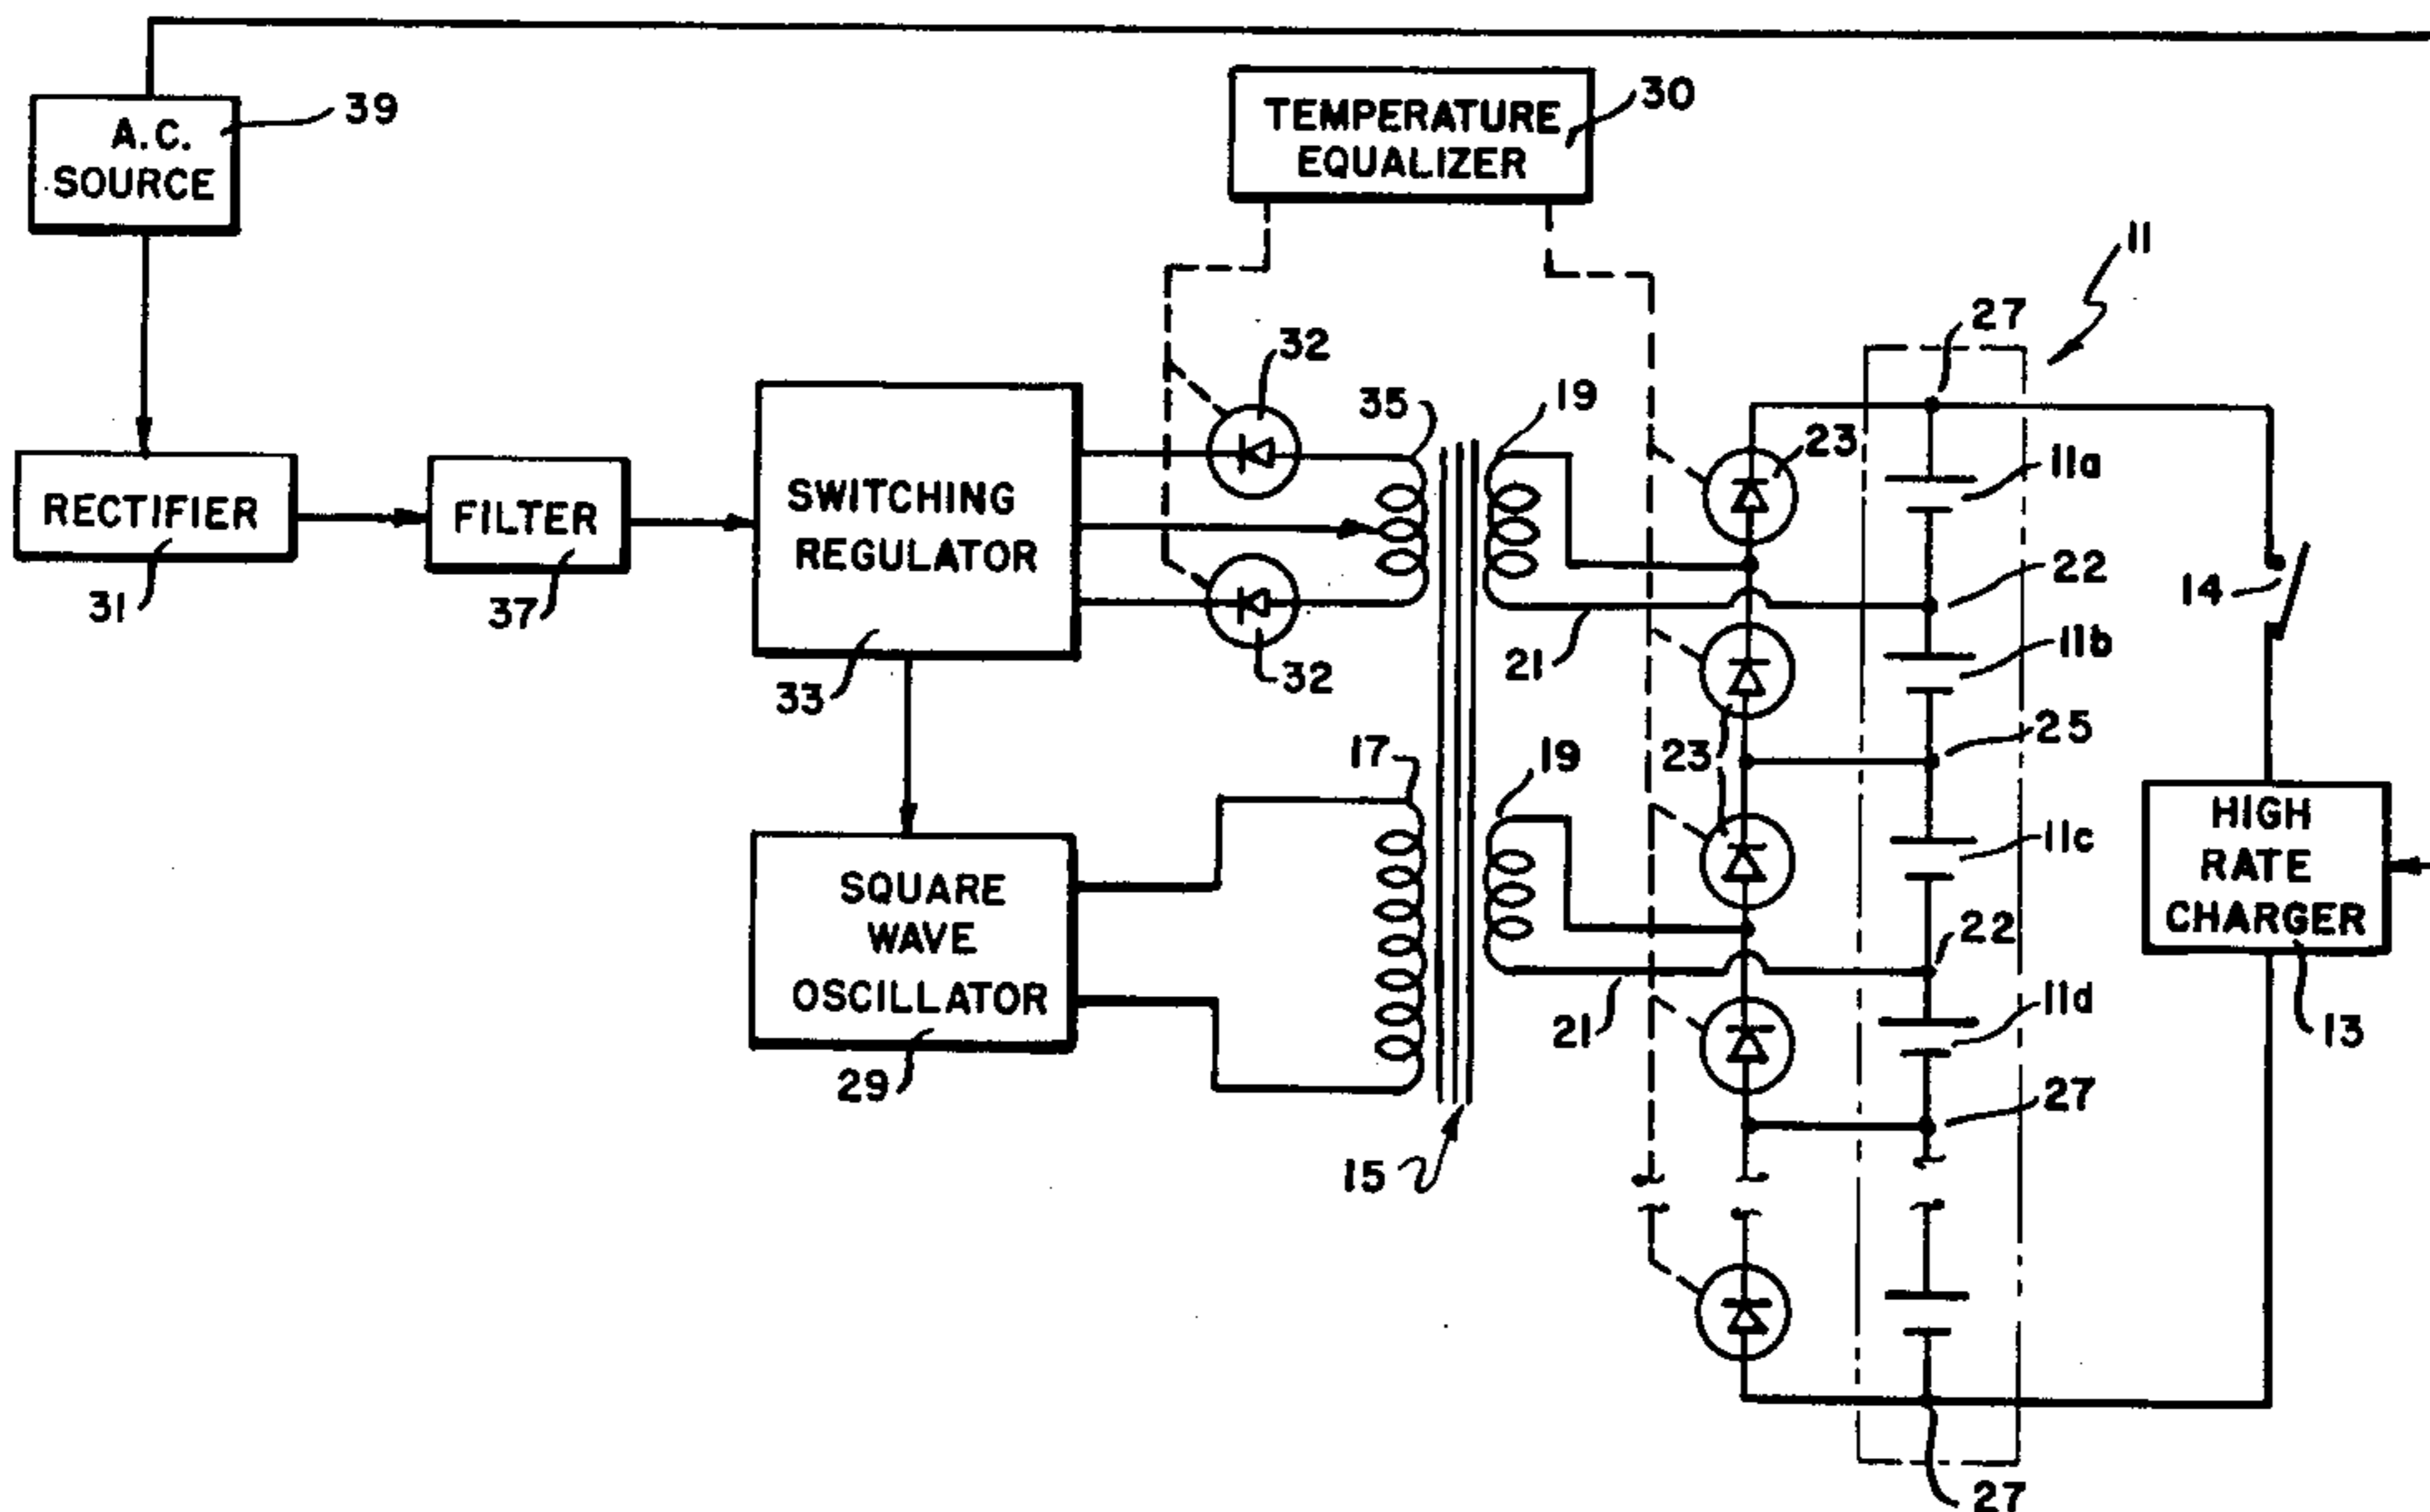 39
A.C.
SOURCE
TEMPERATURE
EQUALIZER
30
11
27
32
35
19
23
11a
RECTIFIER
31
FILTER
37
SWITCHING
REGULATOR
33
32
21
22
14
11b
23
25
17
19
11c
HIGH
RATE
CHARGER
13
SQUARE
WAVE
OSCILLATOR
29
22
21
11d
27
15
27